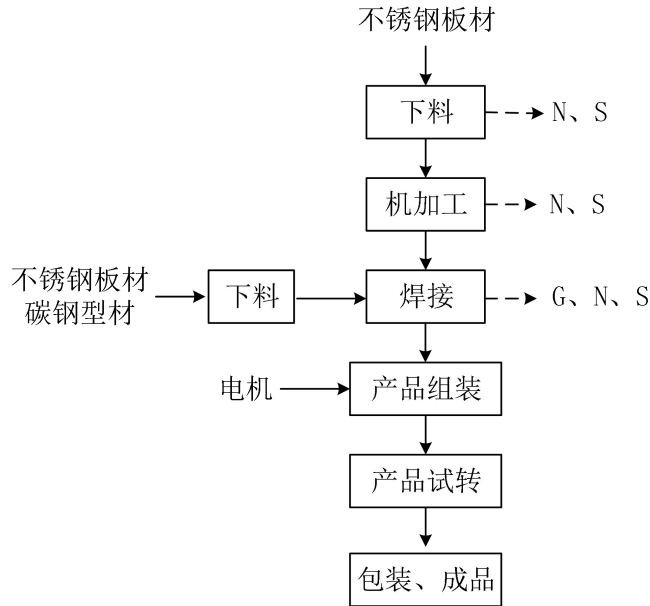 不锈钢板材
下料
N、S
机加工
N、S
不锈钢板材
碳钢型材
下料
焊接
G、N、S
电机
产品组装
产品试转
包装、成品